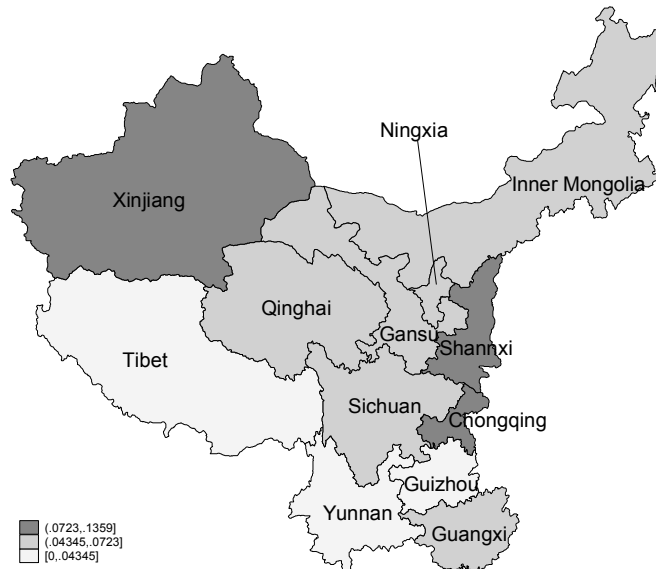 Ningxia
Inner Mongolia
Xinjiang
Qinghai
Gansu
Shannxi
Tibet
Sichuan
Chongqing
Guizhou
Yunnan
Guangxi
(.0723,.1359]
(.04345,.0723]
[0,.04345]